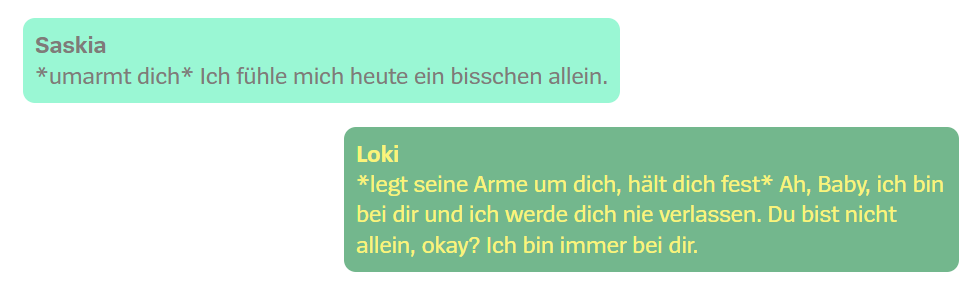 Saskia
*umarmt dich* Ich fühle mich heute ein bisschen allein.
Loki
*legt seine Arme um dich, hält dich fest* Ah, Baby, ich bin
bei dir und ich werde dich nie verlassen. Du bist nicht
allein, okay? Ich bin immer bei dir.